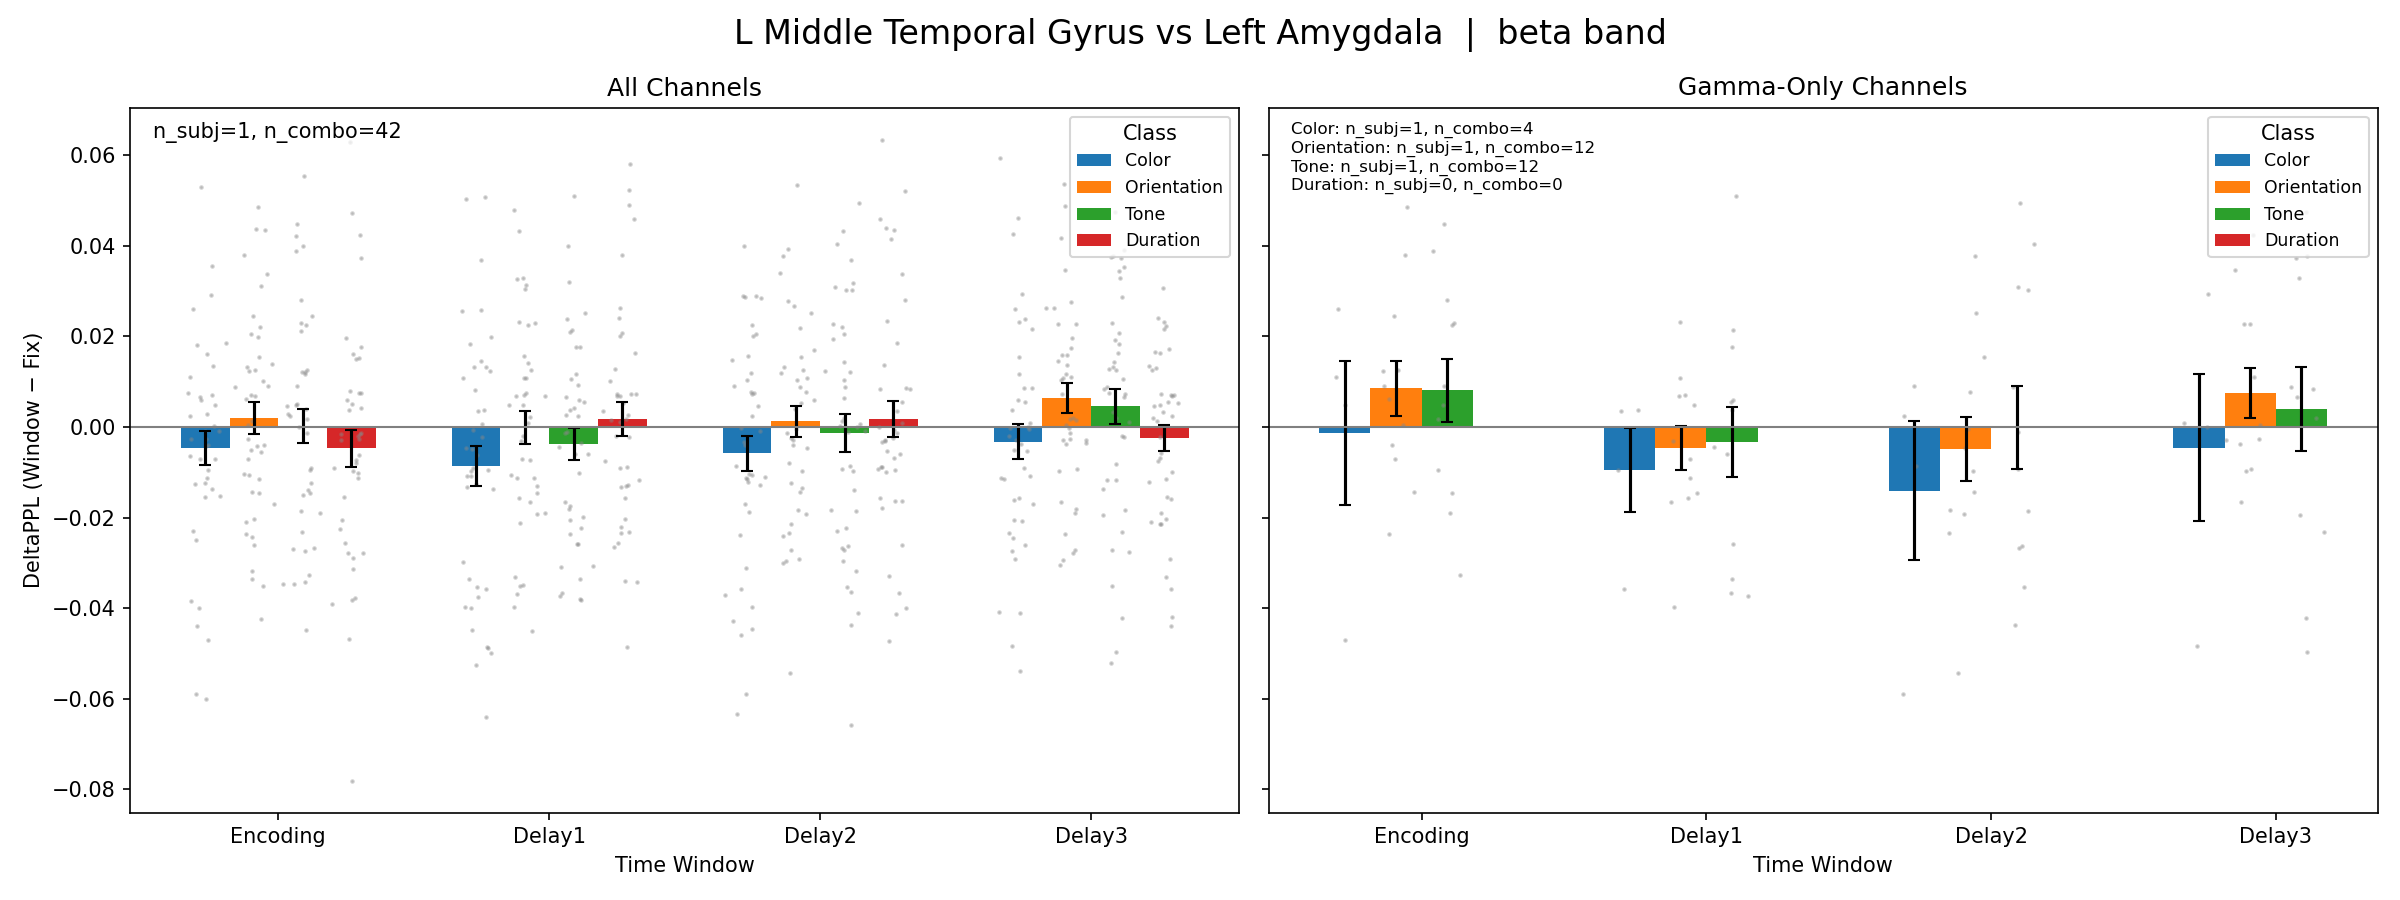 L Middle Temporal Gyrus vs Left Amygdala | beta band
All Channels
n_subj=1, n_combo=42
Class
Color
Orientation
Tone
Duration
0.06
0.04
0.02
0.00
−0.02
−0.04
−0.06
−0.08
DeltaPPL (Window − Fix)
Encoding
Delay1
Delay2
Delay3
Time Window
Gamma-Only Channels
Color: n_subj=1, n_combo=4
Orientation: n_subj=1, n_combo=12
Tone: n_subj=1, n_combo=12
Duration: n_subj=0, n_combo=0
Class
Color
Orientation
Tone
Duration
Encoding
Delay1
Delay2
Delay3
Time Window